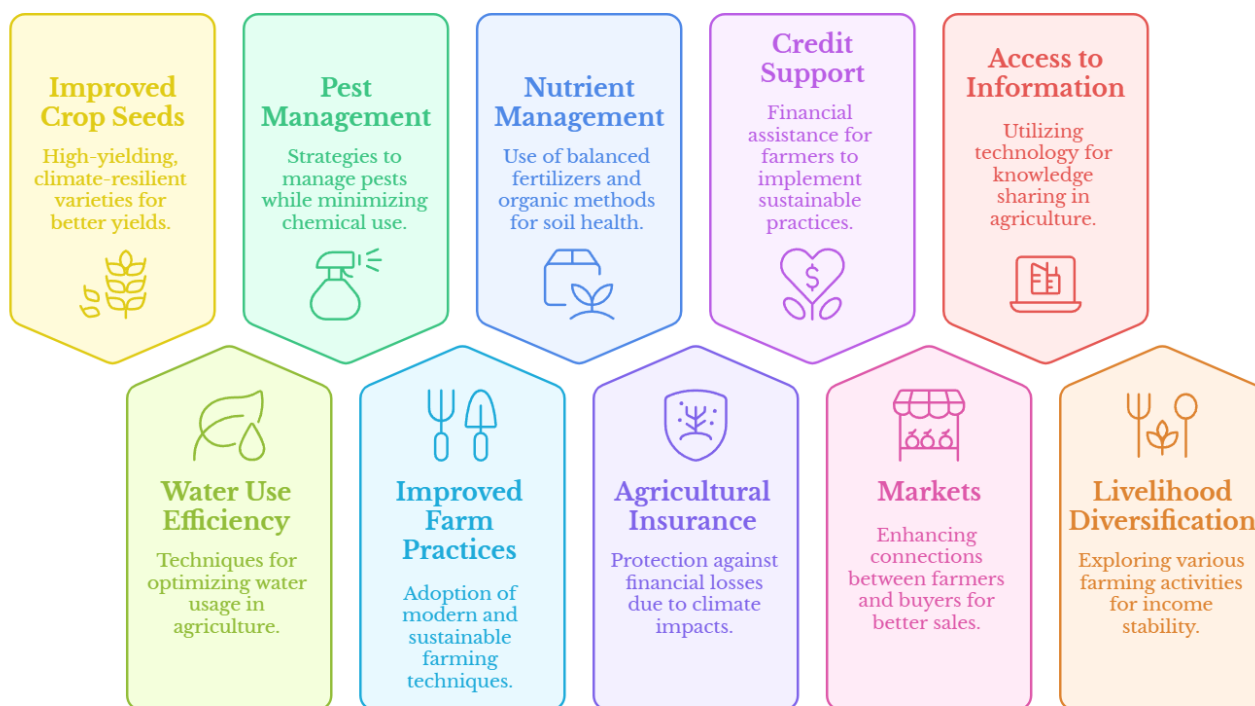 Improved
Crop Seeds
High-yielding,
climate-resilient
varieties for
better yields.
Pest
Management
Strategies to
manage pests
while minimizing
chemical use.
Nutrient
Management
Use of balanced
fertilizers and
organic methods
for soil health.
Credit
Support
Financial
assistance for
farmers to
implement
sustainable
practices.
$
Access to
Information
Utilizing
technology for
knowledge
sharing in
agriculture.
Water Use
Efficiency
Techniques for
optimizing water
usage in
agriculture.
Improved
Farm
Practices
Adoption of
modern and
sustainable
farming
techniques.
Agricultural
Insurance
Protection against
financial losses
due to climate
impacts.
Markets
Enhancing
connections
between farmers
and buyers for
better sales.
Livelihood
Diversification
Exploring various
farming activities
for income
stability.